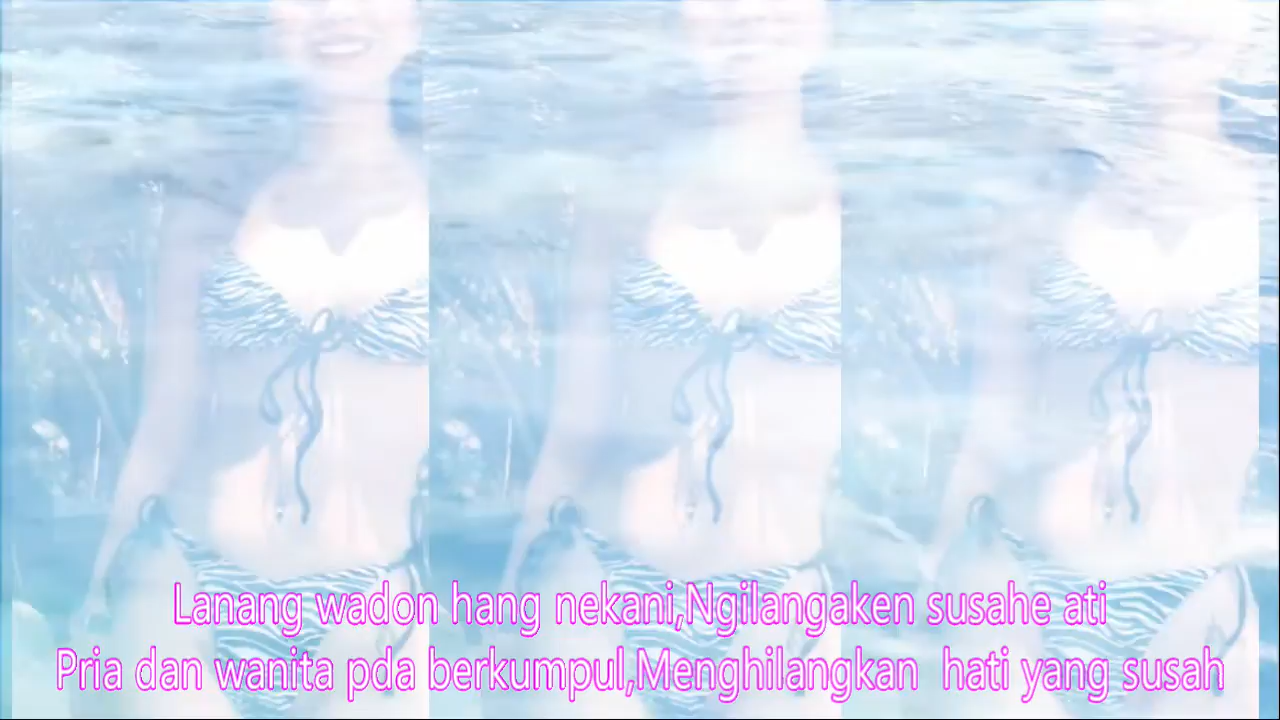 Lanang wadon hang nekani,Ngilangaken susahe ati
Pria dan wanita pda berkumpul,Menghilangkan  hati yang susah